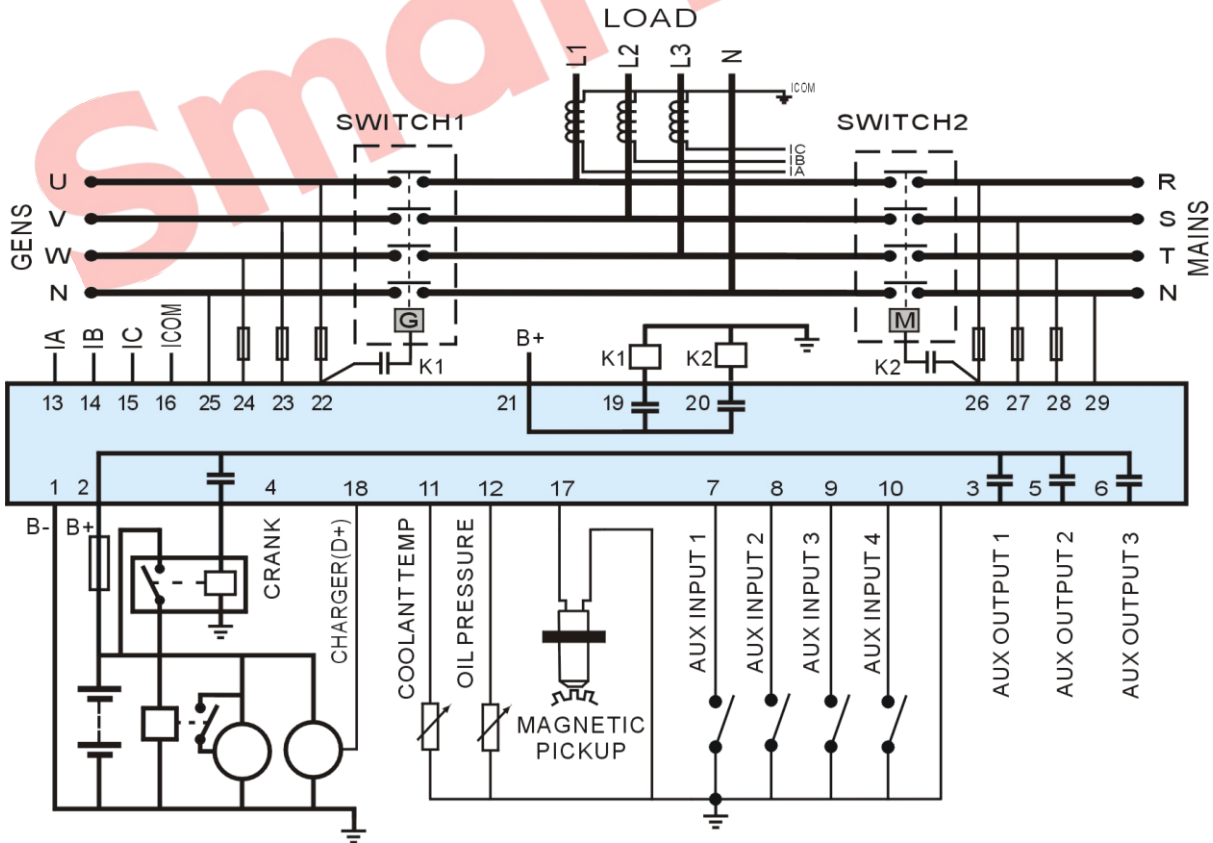 Smar
LOAD
L1
L2
L3
N
ICOM
SWITCH1
SWITCH2
IC
IB
IA
GENS
U
V
W
N
R
S
T
N
MAINS
G
M
IA
IB
IC
ICOM
K1
B+
K1
K2
K2
13 14 15 16 25 24 23 22 21 19 20 26 27 28 29
1 2 4 18 11 12 17 7 8 9 10 3 5 6
B-
B+
CRANK
CHARGER(D+)
COOLANT TEMP
OIL PRESSURE
MAGNETIC
PICKUP
AUX INPUT 1
AUX INPUT 2
AUX INPUT 3
AUX INPUT 4
AUX OUTPUT 1
AUX OUTPUT 2
AUX OUTPUT 3